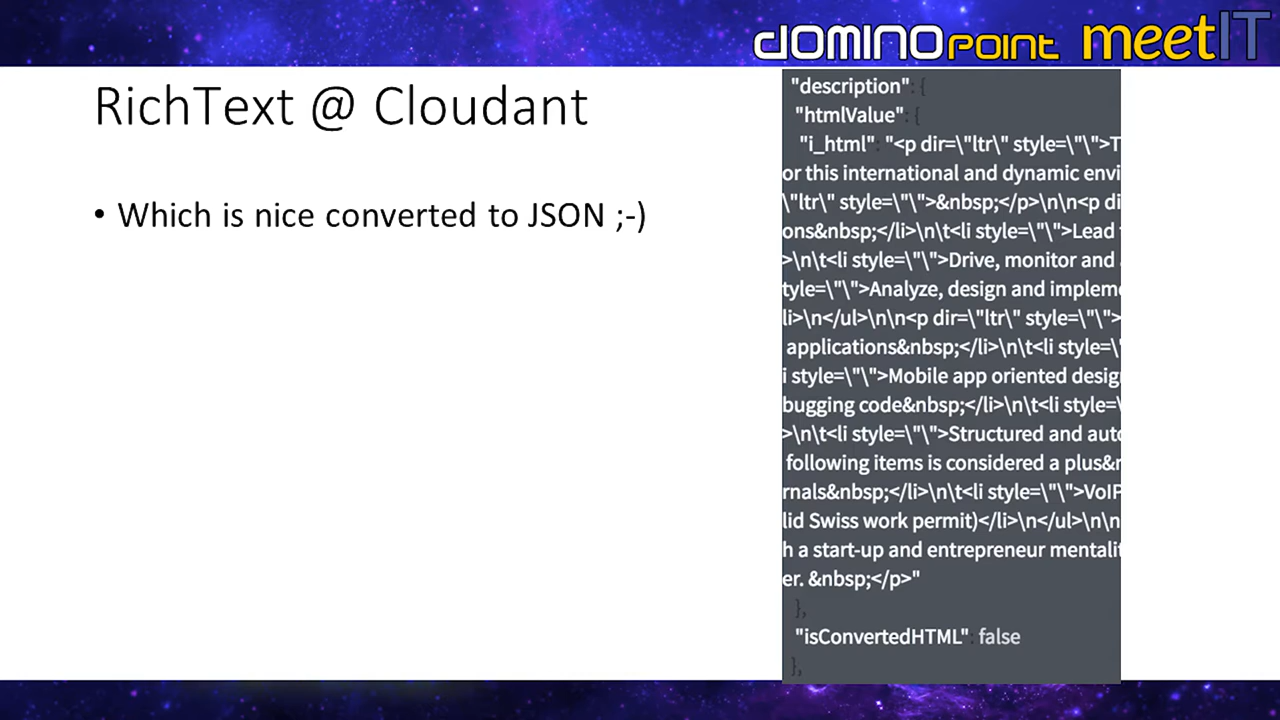 DOMINO POINT meetIT
RichText @ Cloudant
• Which is nice converted to JSON ;-)
"description": {
"htmlValue": {
"i_html": "<p dir=\"ltr\" style=\"\">T
or this international and dynamic envi
\"ltr\" style=\"\">&nbsp;</p>\n\n<p di
ons&nbsp;</li>\n\t<li style=\"\">Lead
>\n\t<li style=\"\">Drive, monitor and
tyle=\"\">Analyze, design and impleme
li>\n</ul>\n\n<p dir=\"ltr\" style=\"\">
applications&nbsp;</li>\n\t<li style=\
i style=\"\">Mobile app oriented desig
bugging code&nbsp;</li>\n\t<li style=\
>\n\t<li style=\"\">Structured and auto
following items is considered a plus&n
rnals&nbsp;</li>\n\t<li style=\"\">VoIP
lid Swiss work permit)</li>\n</ul>\n\n
h a start-up and entrepreneur mentalit
er. &nbsp;</p>"
},
"isConvertedHTML": false
},